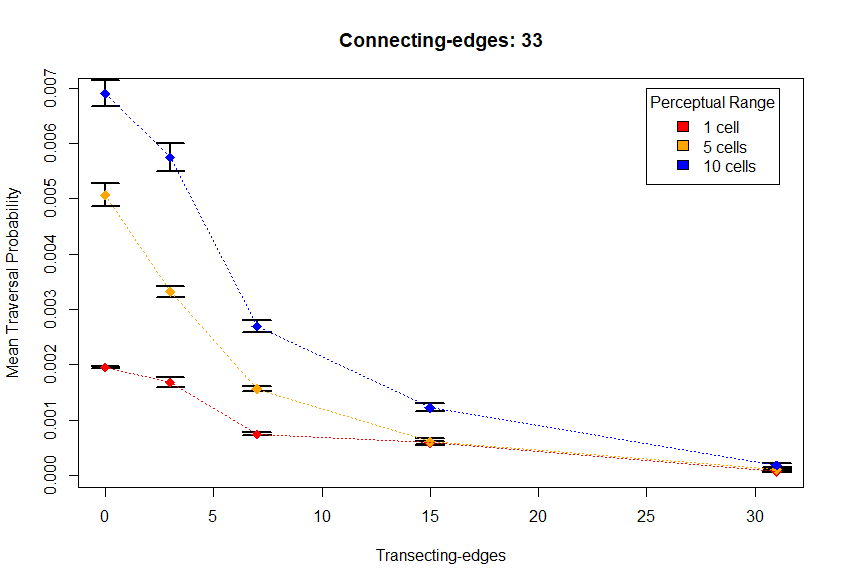 Connecting-edges: 33
Perceptual Range
1 cell
5 cells
10 cells
Mean Traversal Probability
0.007
0.006
0.005
0.004
0.003
0.002
0.001
0.000
0 5 10 15 20 25 30
Transecting-edges